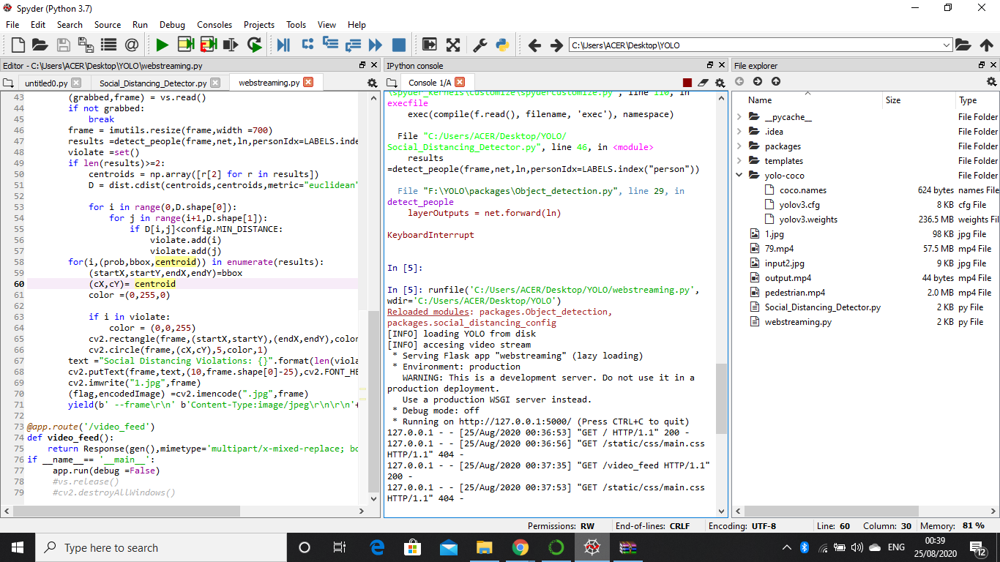 Spyder (Python 3.7)
File Edit Search Source Run Debug Consoles Projects Tools View Help
C:\Users\ACER\Desktop\YOLO
Editor - C:\Users\ACER\Desktop\YOLO\webstreaming.py
untitled0.py Social_Distancing_Detector.py webstreaming.py
43 (grabbed,frame) = vs.read()
44 if not grabbed:
45 break
46 frame = imutils.resize(frame,width =700)
47 results =detect_people(frame,net,ln,personIdx=LABELS.inde
48 violate =set()
49 if len(results)>=2:
50 centroids = np.array([r[2] for r in results])
51 D = dist.cdist(centroids,centroids,metric="euclidean"
52
53 for i in range(0,D.shape[0]):
54 for j in range(i+1,D.shape[1]):
55 if D[i,j]<config.MIN_DISTANCE:
56 violate.add(i)
57 violate.add(j)
58 for(i,(prob,bbox,centroid)) in enumerate(results):
59 (startX,startY,endX,endY)=bbox
60 (cX,cY)= centroid
61 color =(0,255,0)
62
63 if i in violate:
64 color = (0,0,255)
65 cv2.rectangle(frame,(startX,startY),(endX,endY),color
66 cv2.circle(frame,(cX,cY),5,color,1)
67 text ="Social Distancing Violations: {}".format(len(viola
68 cv2.putText(frame,text,(10,frame.shape[0]-25),cv2.FONT_HE
69 cv2.imwrite("1.jpg",frame)
70 (flag,encodedImage) =cv2.imencode(".jpg",frame)
71 yield(b' --frame\r\n' b'Content-Type:image/jpeg\r\n\r\n'+
72
73 @app.route('/video_feed')
74 def video_feed():
75 return Response(gen(),mimetype='multipart/x-mixed-replace; bo
76 if __name__== '__main__':
77 app.run(debug =False)
78 #vs.release()
79 #cv2.destroyAllWindows()
IPython console
Console 1/A
\spyder_kernels\customize\spydercustomize.py", line 110, in
execfile
exec(compile(f.read(), filename, 'exec'), namespace)
File "C:/Users/ACER/Desktop/YOLO/
Social_Distancing_Detector.py", line 46, in <module>
results
=detect_people(frame,net,ln,personIdx=LABELS.index("person"))
File "F:\YOLO\packages\Object_detection.py", line 29, in
detect_people
layerOutputs = net.forward(ln)
KeyboardInterrupt
In [5]:
In [5]: runfile('C:/Users/ACER/Desktop/YOLO/webstreaming.py',
wdir='C:/Users/ACER/Desktop/YOLO')
Reloaded modules: packages.Object_detection,
packages.social_distancing_config
[INFO] loading YOLO from disk
[INFO] accesing video stream
* Serving Flask app "webstreaming" (lazy loading)
* Environment: production
WARNING: This is a development server. Do not use it in a
production deployment.
Use a production WSGI server instead.
* Debug mode: off
* Running on http://127.0.0.1:5000/ (Press CTRL+C to quit)
127.0.0.1 - - [25/Aug/2020 00:36:53] "GET / HTTP/1.1" 200 -
127.0.0.1 - - [25/Aug/2020 00:36:56] "GET /static/css/main.css
HTTP/1.1" 404 -
127.0.0.1 - - [25/Aug/2020 00:37:35] "GET /video_feed HTTP/1.1"
200 -
127.0.0.1 - - [25/Aug/2020 00:37:53] "GET /static/css/main.css
HTTP/1.1" 404 -
File explorer
Name Size Type
__pycache__ File Folder
.idea File Folder
packages File Folder
templates File Folder
yolo-coco File Folder
coco.names 624 bytes names File
yolov3.cfg 8 KB cfg File
yolov3.weights 236.5 MB weights Fil
1.jpg 98 KB jpg File
79.mp4 57.5 MB mp4 File
input2.jpg 9 KB jpg File
output.mp4 44 bytes mp4 File
pedestrian.mp4 2.0 MB mp4 File
Social_Distancing_Detector.py 2 KB py File
webstreaming.py 2 KB py File
Permissions: RW End-of-lines: CRLF Encoding: UTF-8 Line: 60 Column: 30 Memory: 81 %
Type here to search
ENG
00:39
25/08/2020
12